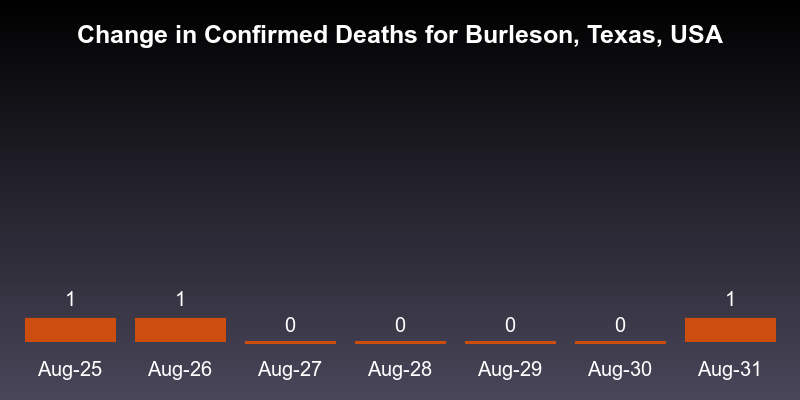 Change in Confirmed Deaths for Burleson, Texas, USA
1 1 0 0 0 0 1
Aug-25 Aug-26 Aug-27 Aug-28 Aug-29 Aug-30 Aug-31